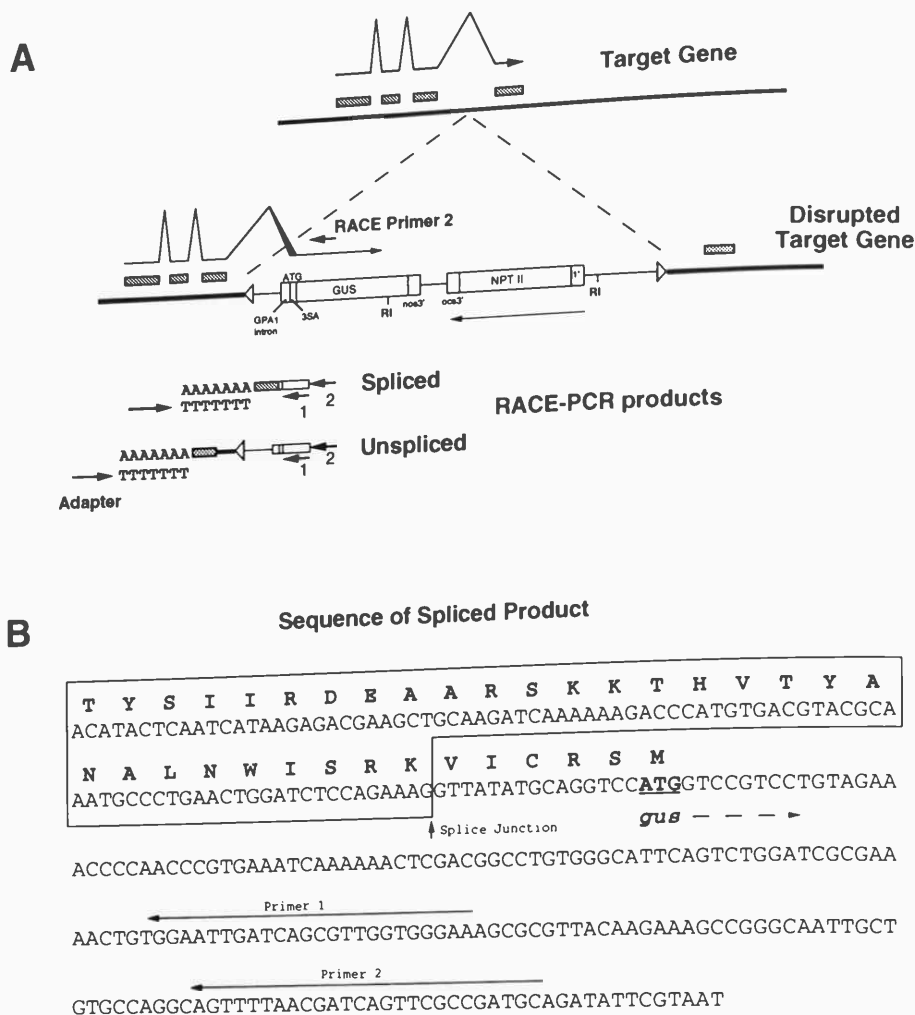 A
Target Gene
RACE Primer 2
Disrupted
Target Gene
ATG
GUS
nos3'
ocs3'
NPT II
1'
RI
RI
GPA1
intron
3SA
AAAAAAA
TTTTTTT
1
2
Spliced
RACE-PCR products
AAAAAAA
TTTTTTT
1
2
Unspliced
Adapter
B
Sequence of Spliced Product
T Y S I I R D E A A R S K K T H V T Y A
ACATACTCAATCATAAGAGACGAAGCTGCAAGATCAAAAAAGACCCATGTGACGTACGCA
N A L N W I S R K V I C R S M
AATGCCCTGAACTGGATCTCCAGAAAGGTTATATGCAGGTCCATGGTCCGTCCTGTAGAA
gus
Splice Junction
ACCCCAACCCGTGAAATCAAAAAACTCGACGGCCTGTGGGCATTCAGTCTGGATCGCGAA
Primer 1
AACTGTGGAATTGATCAGCGTTGGTGGGAAAGCGCGTTACAAGAAAGCCGGGCAATTGCT
Primer 2
GTGCCAGGCAGTTTTAACGATCAGTTCGCCGATGCAGATATTCGTAAT